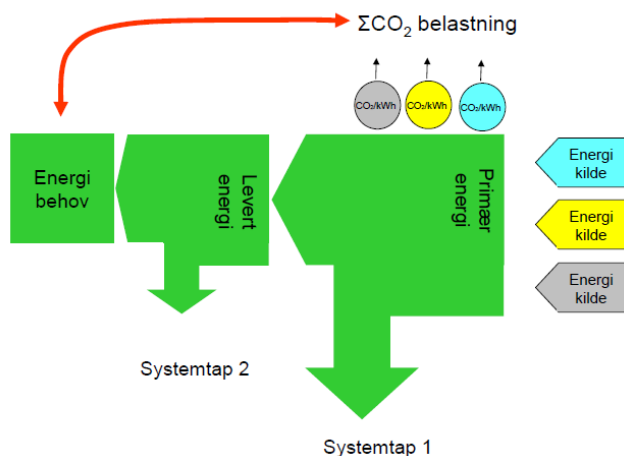 ΣCO₂ belastning
CO₂/kWh
CO₂/kWh
CO₂/kWh
Energi
behov
Levert
energi
Primær
energi
Energi
kilde
Energi
kilde
Energi
kilde
Systemtap 2
Systemtap 1